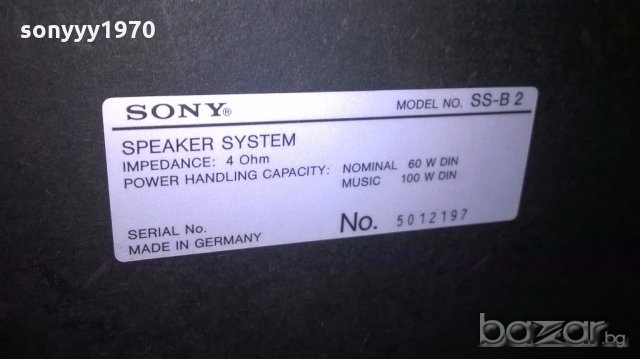 sonyyy1970
SONY® MODEL NO. SS-B 2
SPEAKER SYSTEM
IMPEDANCE: 4 Ohm
POWER HANDLING CAPACITY: NOMINAL 60 W DIN
MUSIC 100 W DIN
SERIAL No. No. 5012197
MADE IN GERMANY
bazar.bg